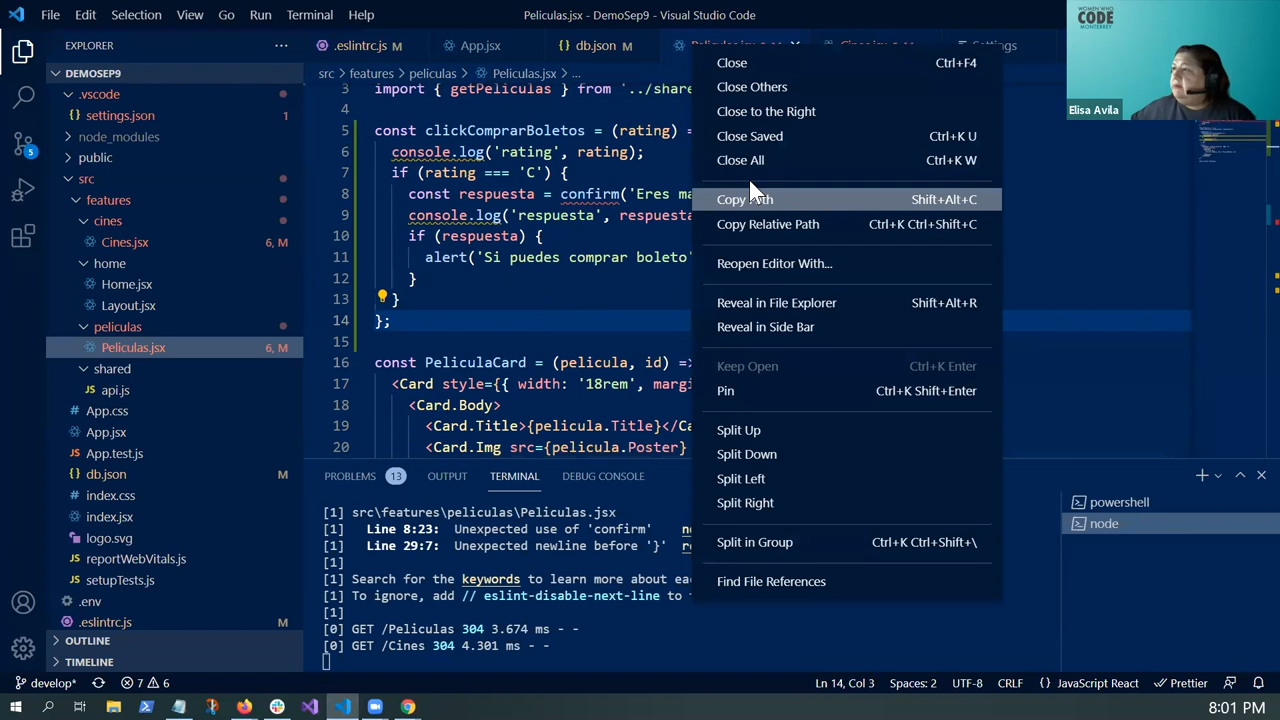 File Edit Selection View Go Run Terminal Help
Peliculas.jsx - DemoSep9 - Visual Studio Code
WOMEN WHO
CODE
MONTERREY
Elisa Avila
EXPLORER
DEMOSEP9
.vscode
settings.json 1
node_modules
public
src
features
cines
Cines.jsx 6, M
home
Home.jsx
Layout.jsx
peliculas
Peliculas.jsx 6, M
shared
api.js
App.css
App.jsx
App.test.js
db.json M
index.css
index.jsx
logo.svg
reportWebVitals.js
setupTests.js
.env
.eslintrc.js M
OUTLINE
TIMELINE
5
.eslintrc.js M
App.jsx
db.json M
Settings
src > features > peliculas > Peliculas.jsx > ...
3 import { getPeliculas } from '../share
4
5 const clickComprarBoletos = (rating) =
6 console.log('rating', rating);
7 if (rating === 'C') {
8 const respuesta = confirm('Eres ma
9 console.log('respuesta', respuesta
10 if (respuesta) {
11 alert('Si puedes comprar boleto'
12 }
13 }
14 };
15
16 const PeliculaCard = (pelicula, id) =>
17 <Card style={{ width: '18rem', margi
18 <Card.Body>
19 <Card.Title>{pelicula.Title}</Ca
20 <Card.Img src={pelicula.Poster}
Close Ctrl+F4
Close Others
Close to the Right
Close Saved Ctrl+K U
Close All Ctrl+K W
Copy Path Shift+Alt+C
Copy Relative Path Ctrl+K Ctrl+Shift+C
Reopen Editor With...
Reveal in File Explorer Shift+Alt+R
Reveal in Side Bar
Keep Open Ctrl+K Enter
Pin Ctrl+K Shift+Enter
Split Up
Split Down
Split Left
Split Right
Split in Group Ctrl+K Ctrl+Shift+\
Find File References
PROBLEMS 13 OUTPUT TERMINAL DEBUG CONSOLE
[1] src\features\peliculas\Peliculas.jsx
[1] Line 8:23: Unexpected use of 'confirm' no
[1] Line 29:7: Unexpected newline before '}' re
[1]
[1] Search for the keywords to learn more about eac
[1] To ignore, add // eslint-disable-next-line to t
[1]
[0] GET /Peliculas 304 3.674 ms - -
[0] GET /Cines 304 4.301 ms - -
powershell
node
develop* 7 6
Ln 14, Col 3 Spaces: 2 UTF-8 CRLF {} JavaScript React Prettier
8:01 PM